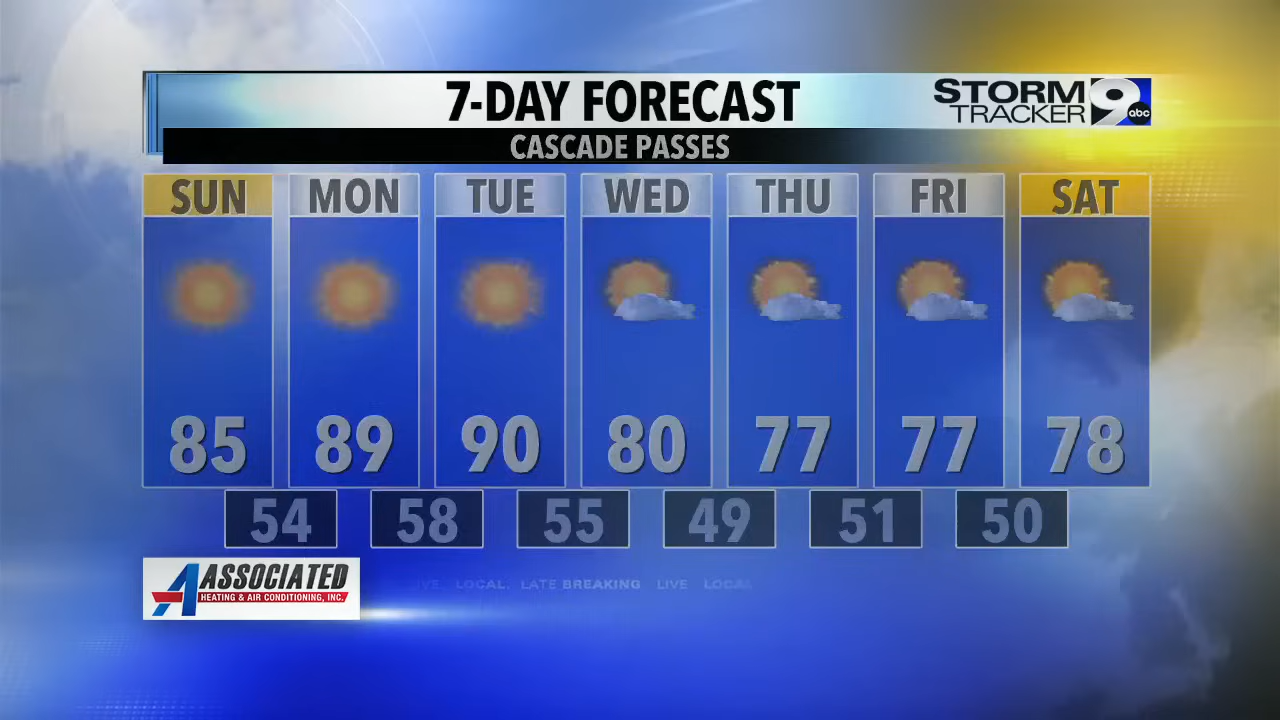 7-DAY FORECAST
STORM
TRACKER 9 abc
CASCADE PASSES
SUN MON TUE WED THU FRI SAT
85 89 90 80 77 77 78
54 58 55 49 51 50
A ASSOCIATED
HEATING & AIR CONDITIONING, INC.
LOCAL. LATE BREAKING LIVE LOCAL